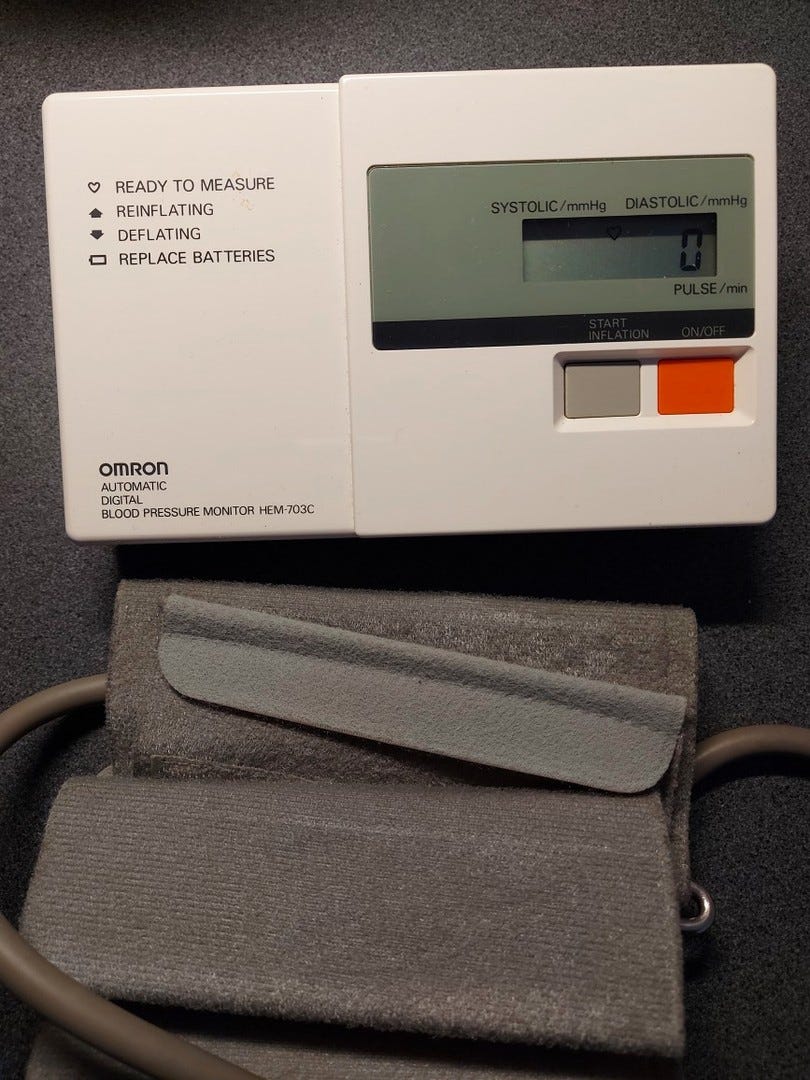 ♡ READY TO MEASURE
REINFLATING
DEFLATING
REPLACE BATTERIES
OMRON
AUTOMATIC
DIGITAL
BLOOD PRESSURE MONITOR HEM-703C
SYSTOLIC/mmHg DIASTOLIC/mmHg
♡ 0
PULSE/min
START
INFLATION ON/OFF